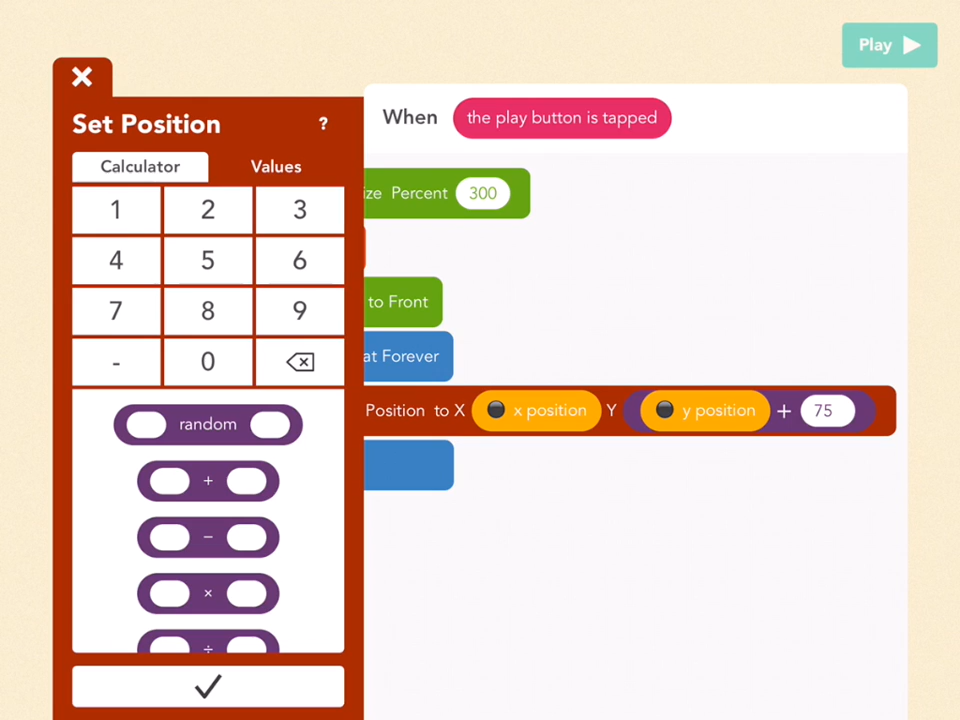 Play
Set Position ?
Calculator Values
1 2 3
4 5 6
7 8 9
- 0
random
+
−
×
÷
When the play button is tapped
ize Percent 300
to Front
at Forever
Position to X x position Y y position + 75